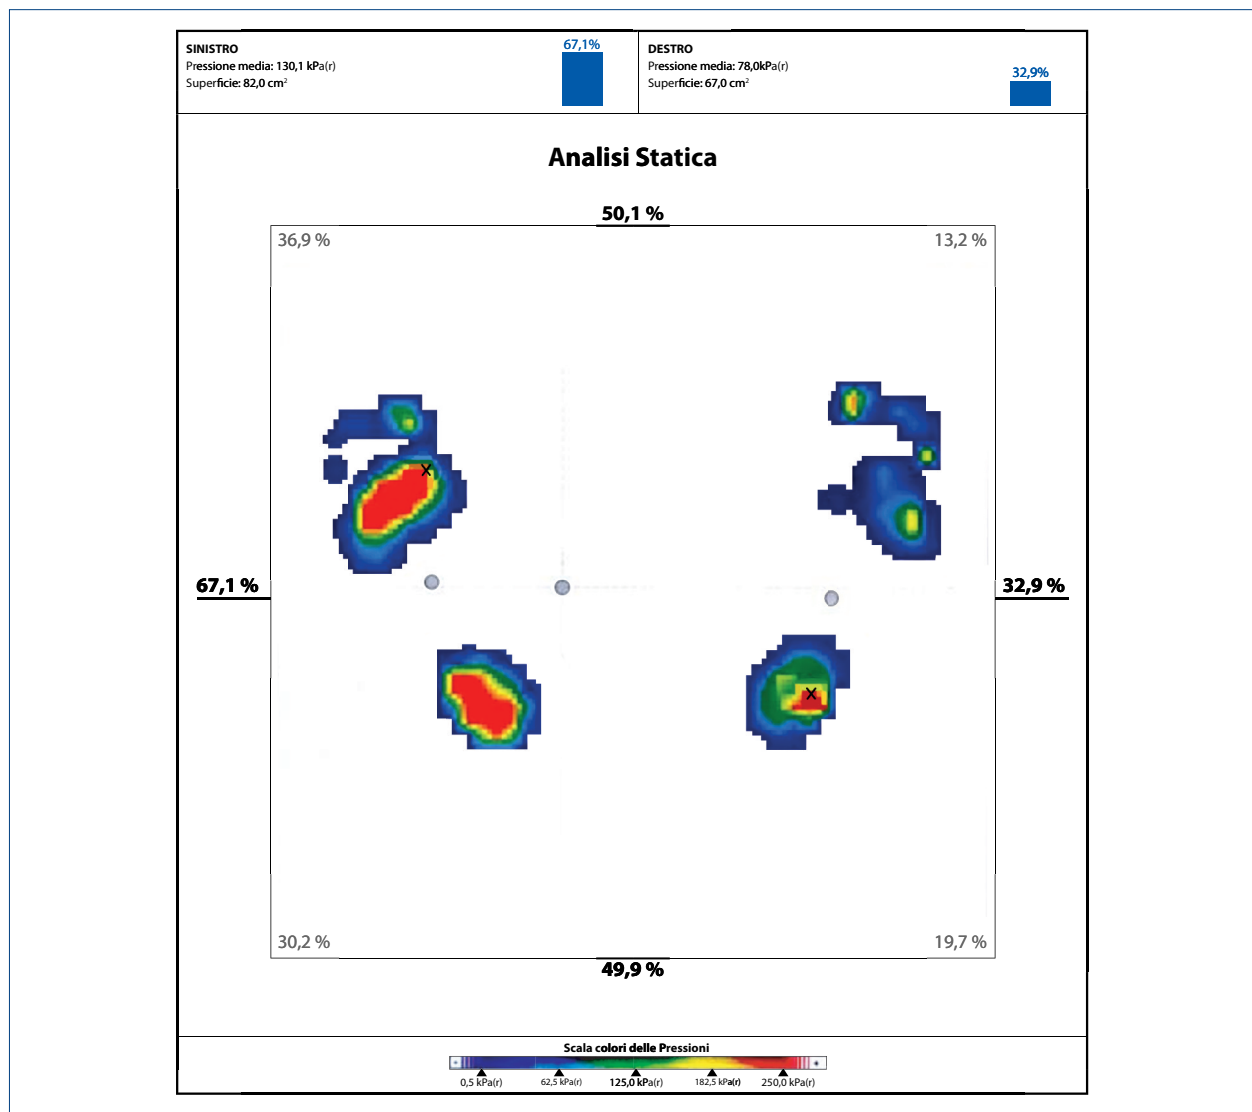 SINISTRO
Pressione media: 130,1 kPa(r)
Superficie: 82,0 cm²
67,1%
DESTRO
Pressione media: 78,0kPa(r)
Superficie: 67,0 cm²
32,9%
Analisi Statica
50,1 %
36,9 %
13,2 %
X
67,1 %
32,9 %
X
30,2 %
19,7 %
49,9 %
Scala colori delle Pressioni
0,5 kPa(r)
62,5 kPa(r)
125,0 kPa(r)
182,5 kPa(r)
250,0 kPa(r)